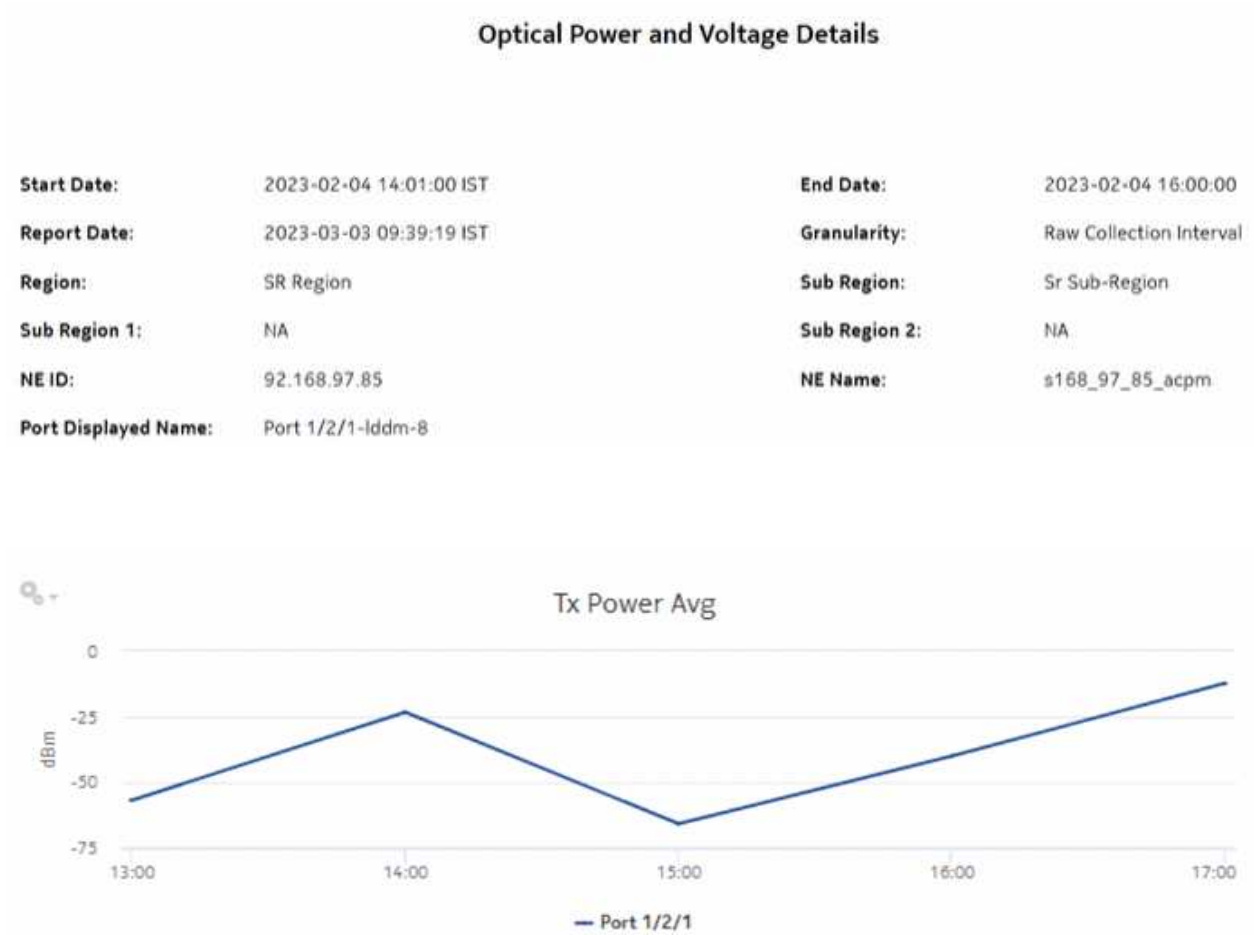 Optical Power and Voltage Details
Start Date: 2023-02-04 14:01:00 IST End Date: 2023-02-04 16:00:00
Report Date: 2023-03-03 09:39:19 IST Granularity: Raw Collection Interval
Region: SR Region Sub Region: Sr Sub-Region
Sub Region 1: NA Sub Region 2: NA
NE ID: 92.168.97.85 NE Name: s168_97_85_acpm
Port Displayed Name: Port 1/2/1-lddm-8
Tx Power Avg
0
-25
dBm
-50
-75
13:00 14:00 15:00 16:00 17:00
Port 1/2/1